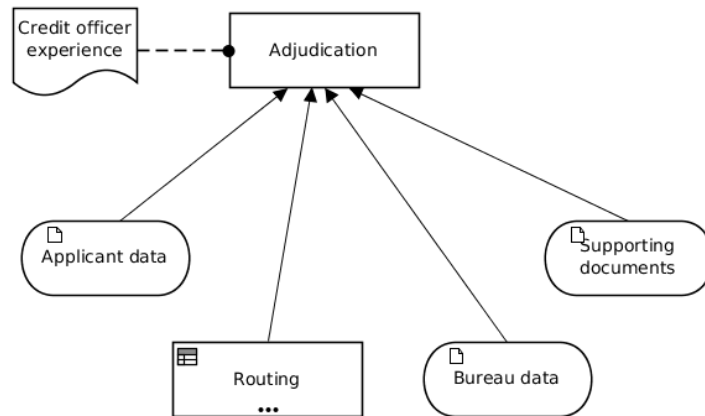 Credit officer
experience
Adjudication
Applicant data
Supporting
documents
Routing
Bureau data